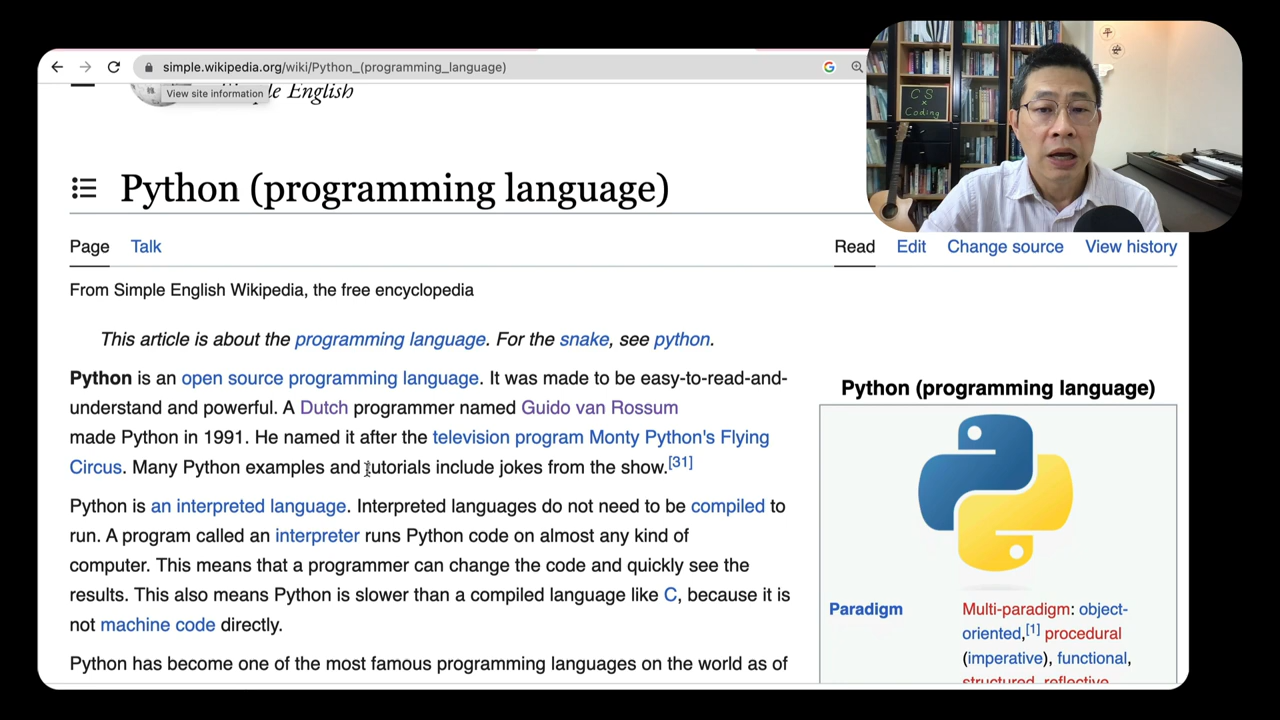 simple.wikipedia.org/wiki/Python_(programming_language)
View site information
le English
CS
×
Coding
Python (programming language)
Page Talk
Read Edit Change source View history
From Simple English Wikipedia, the free encyclopedia
This article is about the programming language. For the snake, see python.
Python is an open source programming language. It was made to be easy-to-read-and-
understand and powerful. A Dutch programmer named Guido van Rossum
made Python in 1991. He named it after the television program Monty Python's Flying
Circus. Many Python examples and tutorials include jokes from the show.[31]
Python is an interpreted language. Interpreted languages do not need to be compiled to
run. A program called an interpreter runs Python code on almost any kind of
computer. This means that a programmer can change the code and quickly see the
results. This also means Python is slower than a compiled language like C, because it is
not machine code directly.
Python has become one of the most famous programming languages on the world as of
Python (programming language)
Paradigm Multi-paradigm: object-
oriented,[1] procedural
(imperative), functional,
structured, reflective